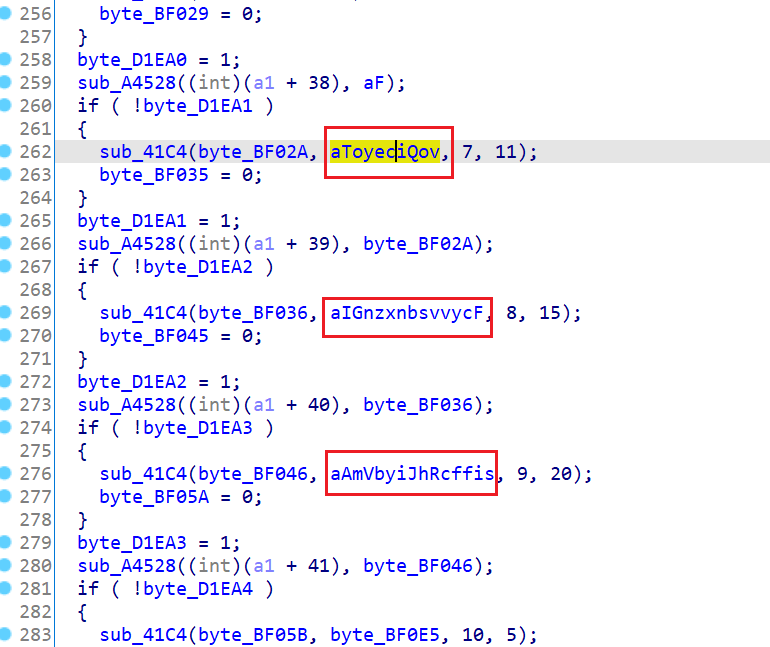 256 byte_BF029 = 0;
257 }
258 byte_D1EA0 = 1;
259 sub_A4528((int)(a1 + 38), aF);
260 if ( !byte_D1EA1 )
261 {
262 sub_41C4(byte_BF02A, aToyeciQov, 7, 11);
263 byte_BF035 = 0;
264 }
265 byte_D1EA1 = 1;
266 sub_A4528((int)(a1 + 39), byte_BF02A);
267 if ( !byte_D1EA2 )
268 {
269 sub_41C4(byte_BF036, aIGnzxnbsvvycF, 8, 15);
270 byte_BF045 = 0;
271 }
272 byte_D1EA2 = 1;
273 sub_A4528((int)(a1 + 40), byte_BF036);
274 if ( !byte_D1EA3 )
275 {
276 sub_41C4(byte_BF046, aAmVbyiJhRcffis, 9, 20);
277 byte_BF05A = 0;
278 }
279 byte_D1EA3 = 1;
280 sub_A4528((int)(a1 + 41), byte_BF046);
281 if ( !byte_D1EA4 )
282 {
283 sub_41C4(byte_BF05B, byte_BF0E5, 10, 5);